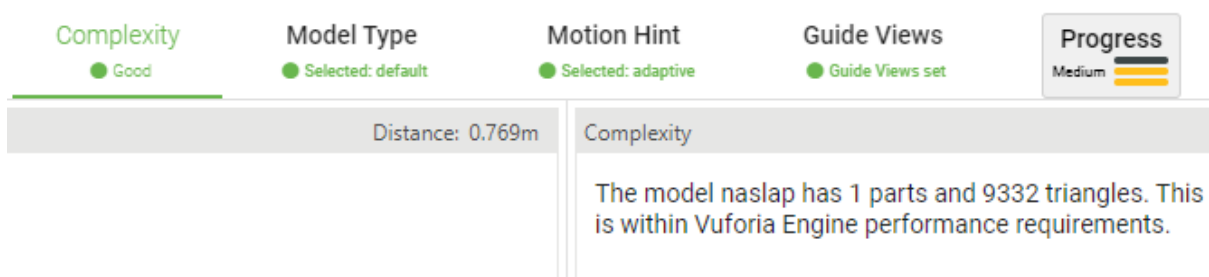 Complexity
Good
Model Type
Selected: default
Motion Hint
Selected: adaptive
Guide Views
Guide Views set
Progress
Medium
Distance: 0.769m
Complexity
The model naslap has 1 parts and 9332 triangles. This
is within Vuforia Engine performance requirements.